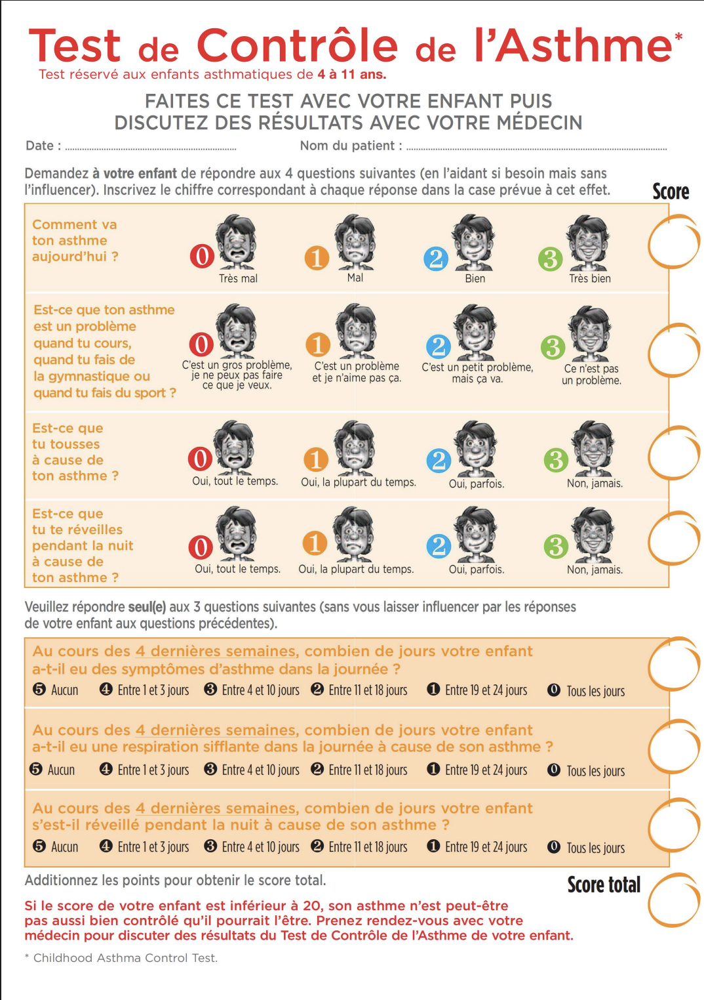 Test de Contrôle de l'Asthme*
Test réservé aux enfants asthmatiques de 4 à 11 ans.
FAITES CE TEST AVEC VOTRE ENFANT PUIS
DISCUTEZ DES RÉSULTATS AVEC VOTRE MÉDECIN
Date : ........................ Nom du patient : ........................
Demandez à votre enfant de répondre aux 4 questions suivantes (en l'aidant si besoin mais sans
l'influencer). Inscrivez le chiffre correspondant à chaque réponse dans la case prévue à cet effet.
Score
Comment va
ton asthme
aujourd'hui ?
0 1 2 3
Très mal Mal Bien Très bien
Est-ce que ton asthme
est un problème
quand tu cours,
quand tu fais de
la gymnastique ou
quand tu fais du sport ?
0
C'est un gros problème,
je ne peux pas faire
ce que je veux.
1
C'est un problème
et je n'aime pas ça.
2
C'est un petit problème,
mais ça va.
3
Ce n'est pas
un problème.
Est-ce que
tu tousses
à cause de
ton asthme ?
0 1 2 3
Oui, tout le temps. Oui, la plupart du temps. Oui, parfois. Non, jamais.
Est-ce que
tu te réveilles
pendant la nuit
à cause de
ton asthme ?
0 1 2 3
Oui, tout le temps. Oui, la plupart du temps. Oui, parfois. Non, jamais.
Veuillez répondre seul(e) aux 3 questions suivantes (sans vous laisser influencer par les réponses
de votre enfant aux questions précédentes).
Au cours des 4 dernières semaines, combien de jours votre enfant
a-t-il eu des symptômes d'asthme dans la journée ?
5 Aucun 4 Entre 1 et 3 jours 3 Entre 4 et 10 jours 2 Entre 11 et 18 jours 1 Entre 19 et 24 jours 0 Tous les jours
Au cours des 4 dernières semaines, combien de jours votre enfant
a-t-il eu une respiration sifflante dans la journée à cause de son asthme ?
5 Aucun 4 Entre 1 et 3 jours 3 Entre 4 et 10 jours 2 Entre 11 et 18 jours 1 Entre 19 et 24 jours 0 Tous les jours
Au cours des 4 dernières semaines, combien de jours votre enfant
s'est-il réveillé pendant la nuit à cause de son asthme ?
5 Aucun 4 Entre 1 et 3 jours 3 Entre 4 et 10 jours 2 Entre 11 et 18 jours 1 Entre 19 et 24 jours 0 Tous les jours
Additionnez les points pour obtenir le score total.
Score total
Si le score de votre enfant est inférieur à 20, son asthme n'est peut-être
pas aussi bien contrôlé qu'il pourrait l'être. Prenez rendez-vous avec votre
médecin pour discuter des résultats du Test de Contrôle de l'Asthme de votre enfant.
* Childhood Asthma Control Test.